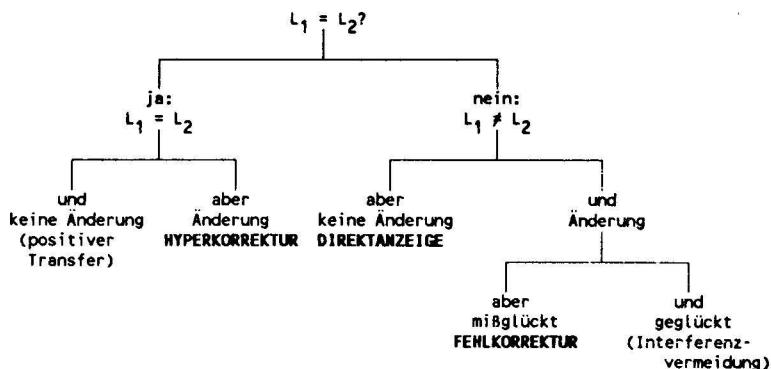 L1 = L2?
ja:
L1 = L2
nein:
L1 ≠ L2
und
keine Änderung
(positiver
Transfer)
aber
Änderung
HYPERKORREKTUR
aber
keine Änderung
DIREKTANZEIGE
und
Änderung
aber
mißglückt
FEHLKORREKTUR
und
geglückt
(Interferenz-
vermeidung)